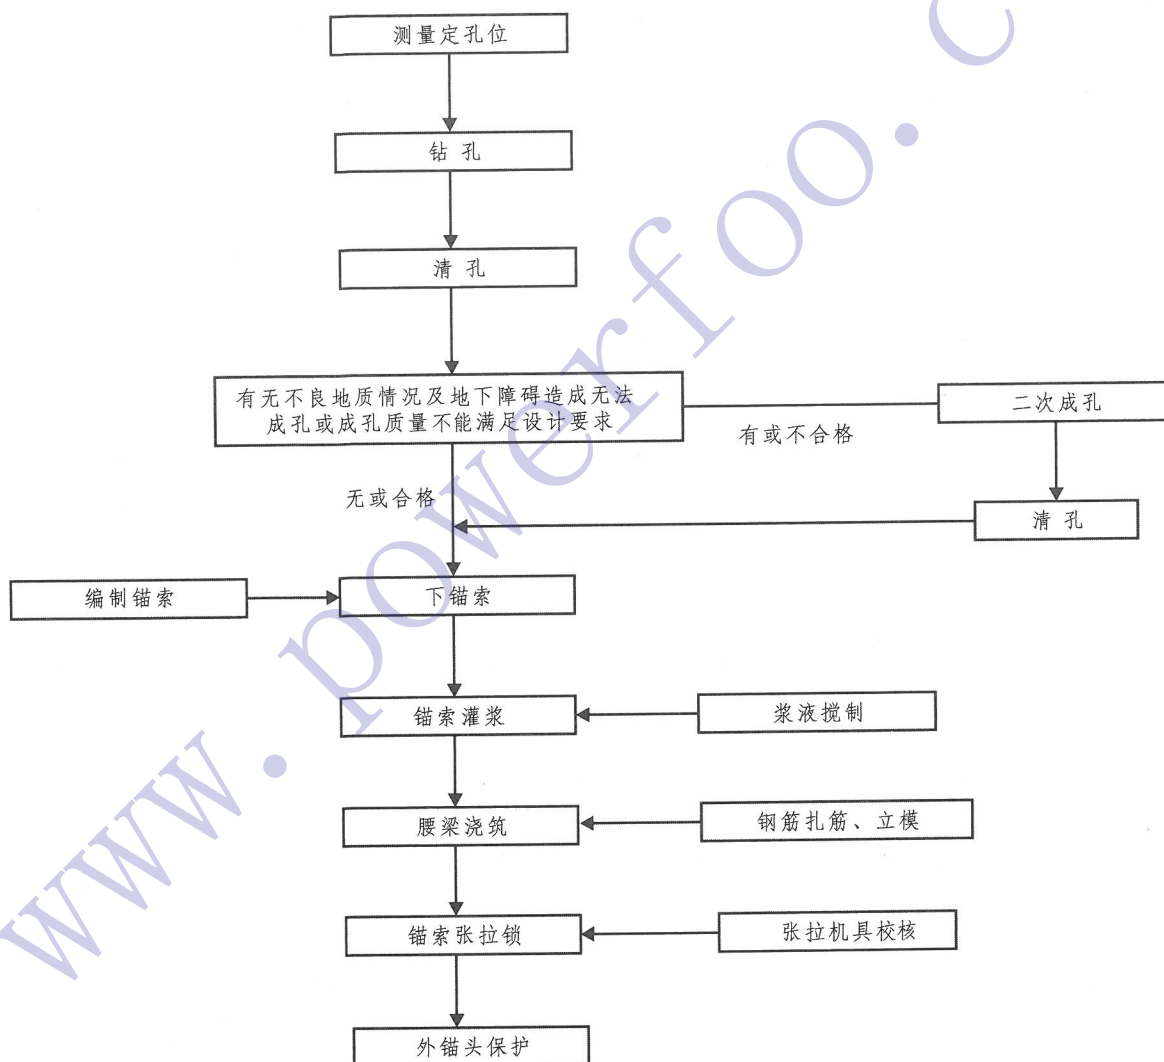 测量定孔位
钻 孔
清 孔
有无不良地质情况及地下障碍造成无法
成孔或成孔质量不能满足设计要求
二次成孔
有或不合格
无或合格
清 孔
编制锚索
下锚索
锚索灌浆
浆液搅制
腰梁浇筑
钢筋扎筋、立模
锚索张拉锁
张拉机具校核
外锚头保护
www.powerfoo.c